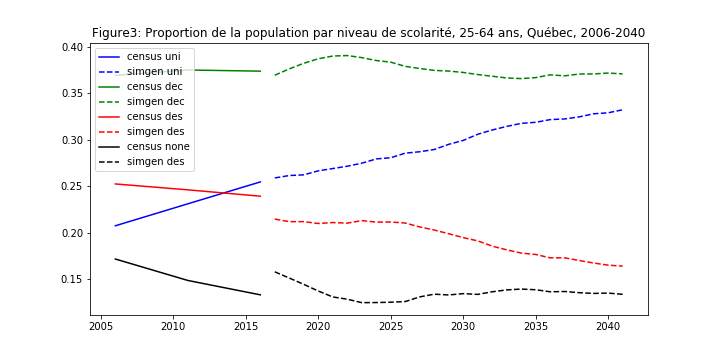 Figure3: Proportion de la population par niveau de scolarité, 25-64 ans, Québec, 2006-2040
0.40
0.35
0.30
0.25
0.20
0.15
census uni
simgen uni
census dec
simgen dec
census des
simgen des
census none
simgen des
2005
2010
2015
2020
2025
2030
2035
2040